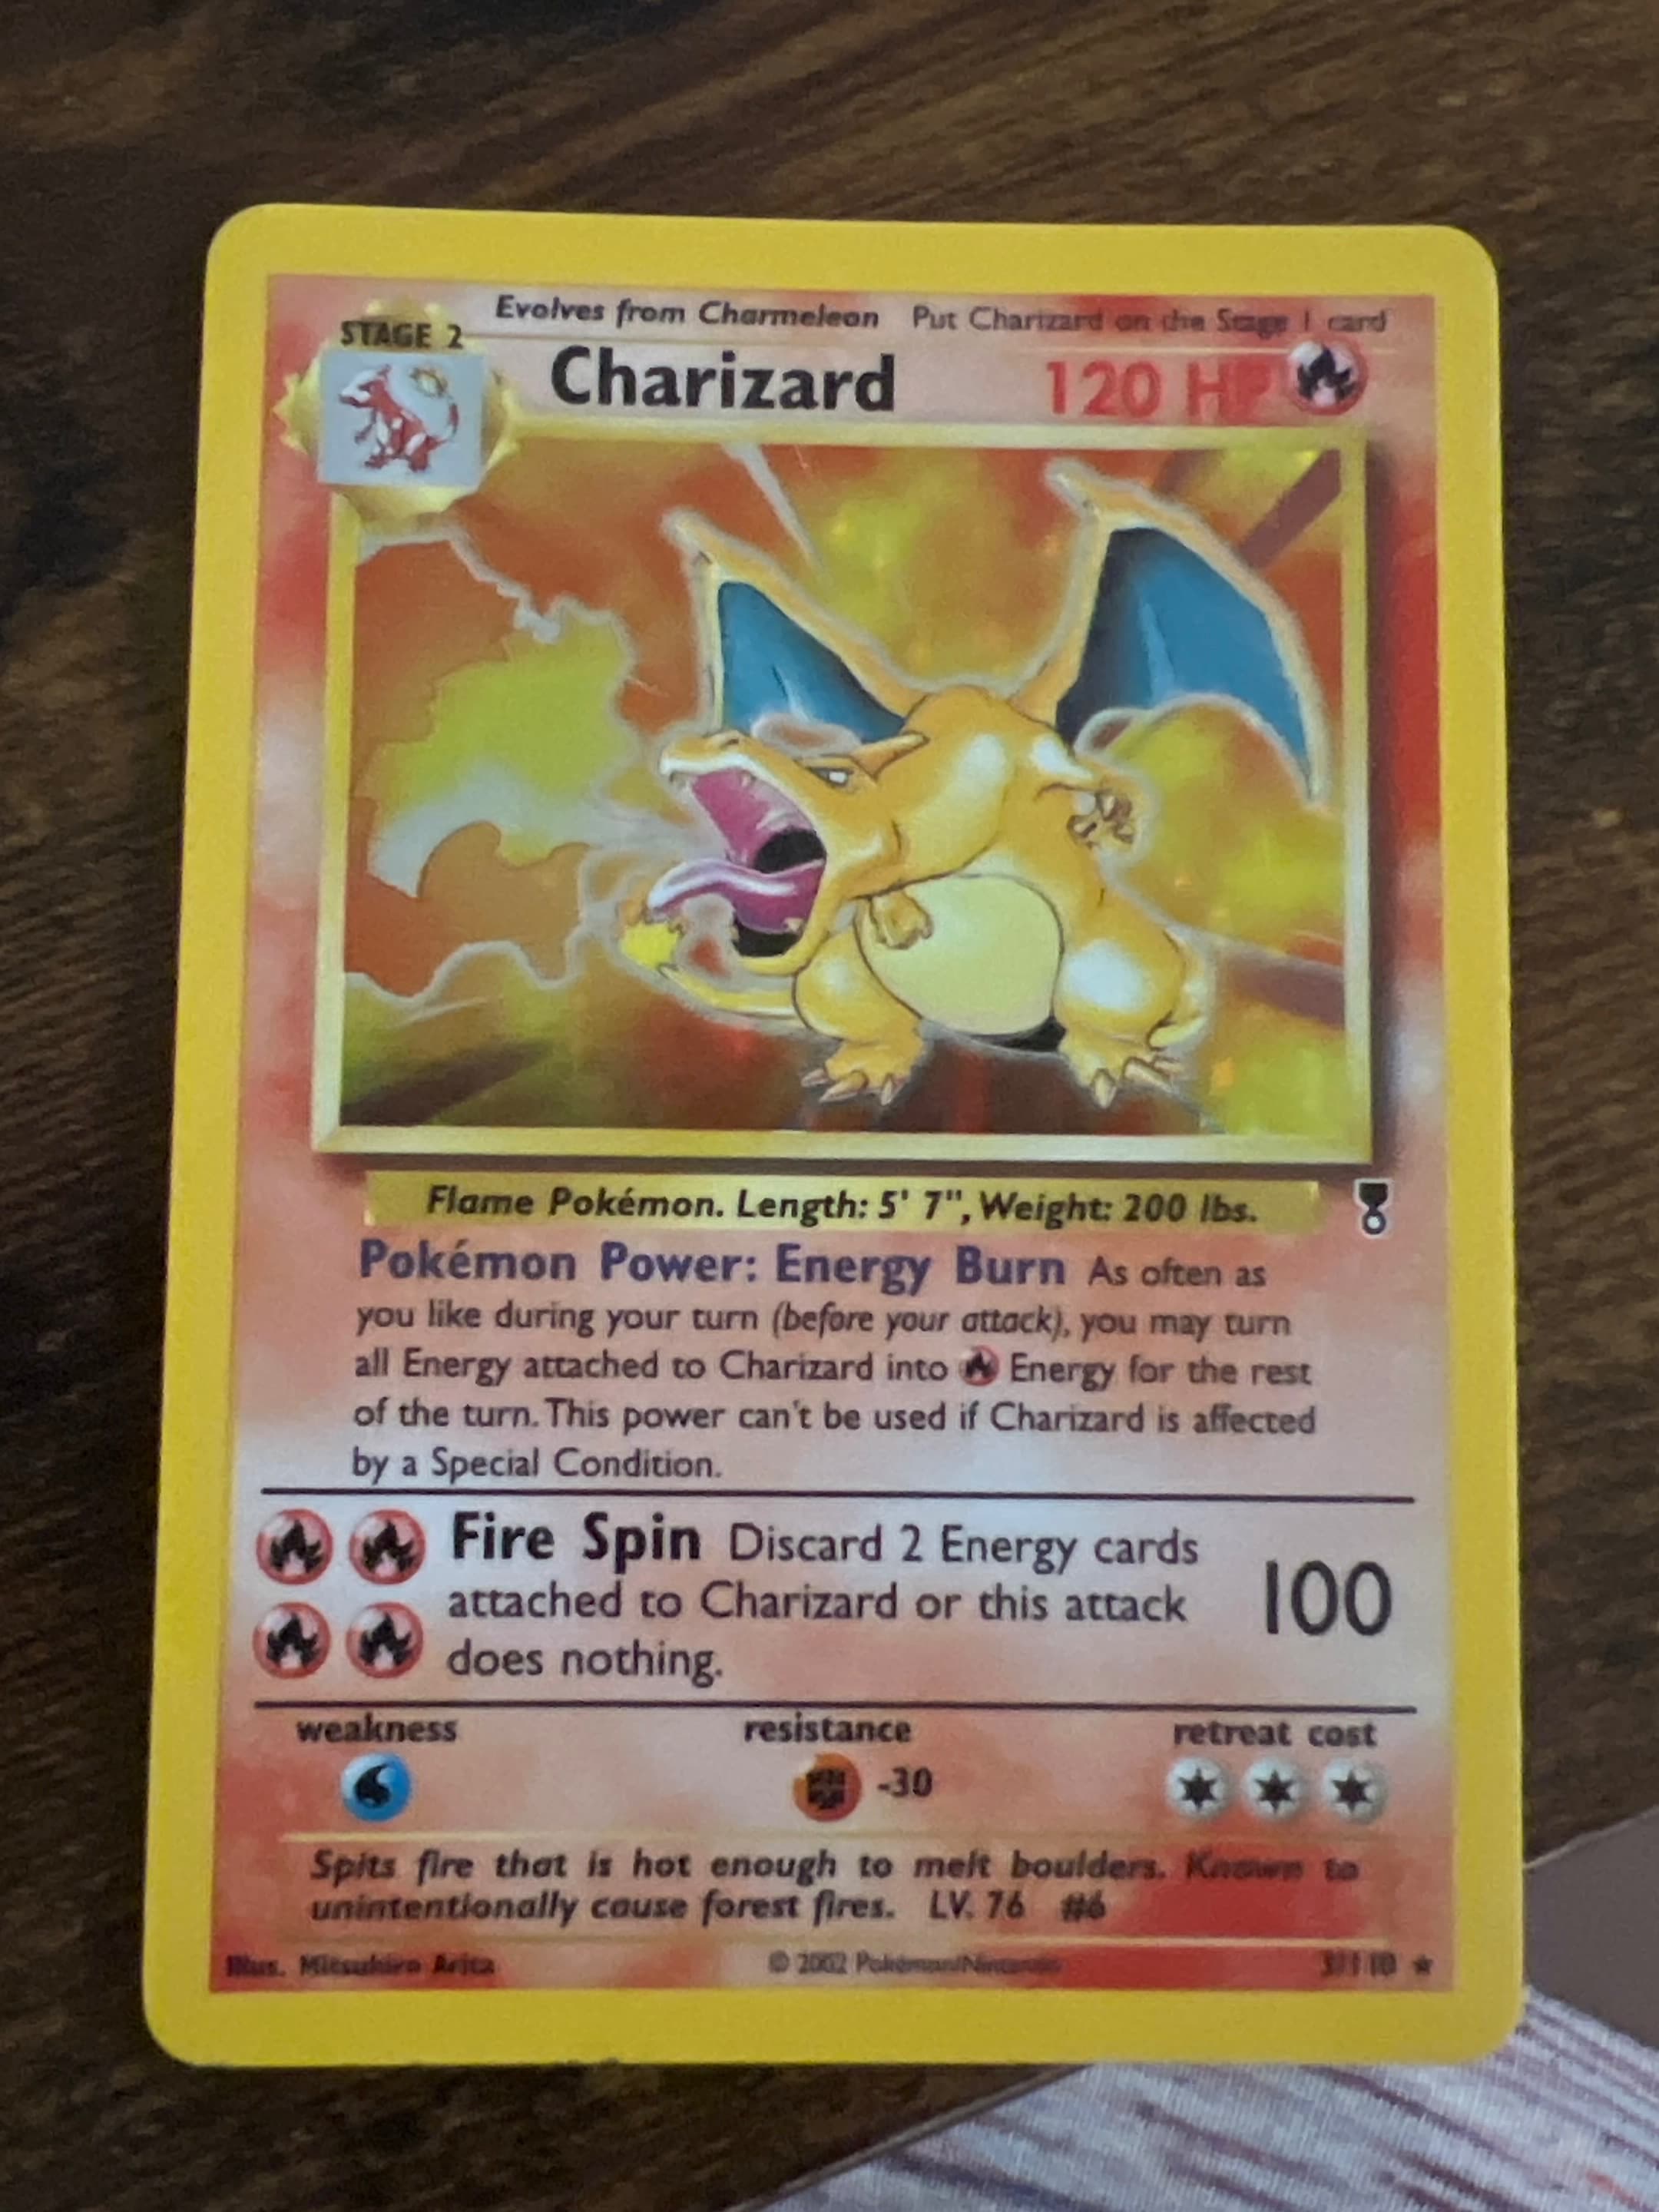 Evolves from Charmeleon Put Charizard on the Stage 1 card
STAGE 2
Charizard 120 HP
Flame Pokémon. Length: 5' 7", Weight: 200 lbs.
Pokémon Power: Energy Burn As often as
you like during your turn (before your attack), you may turn
all Energy attached to Charizard into Energy for the rest
of the turn. This power can't be used if Charizard is affected
by a Special Condition.
Fire Spin Discard 2 Energy cards
attached to Charizard or this attack
does nothing.
100
weakness resistance retreat cost
-30
Spits fire that is hot enough to melt boulders. Known to
unintentionally cause forest fires. LV. 76 #6
Illus. Mitsuhiro Arita © 2002 Pokémon/Nintendo 3/110